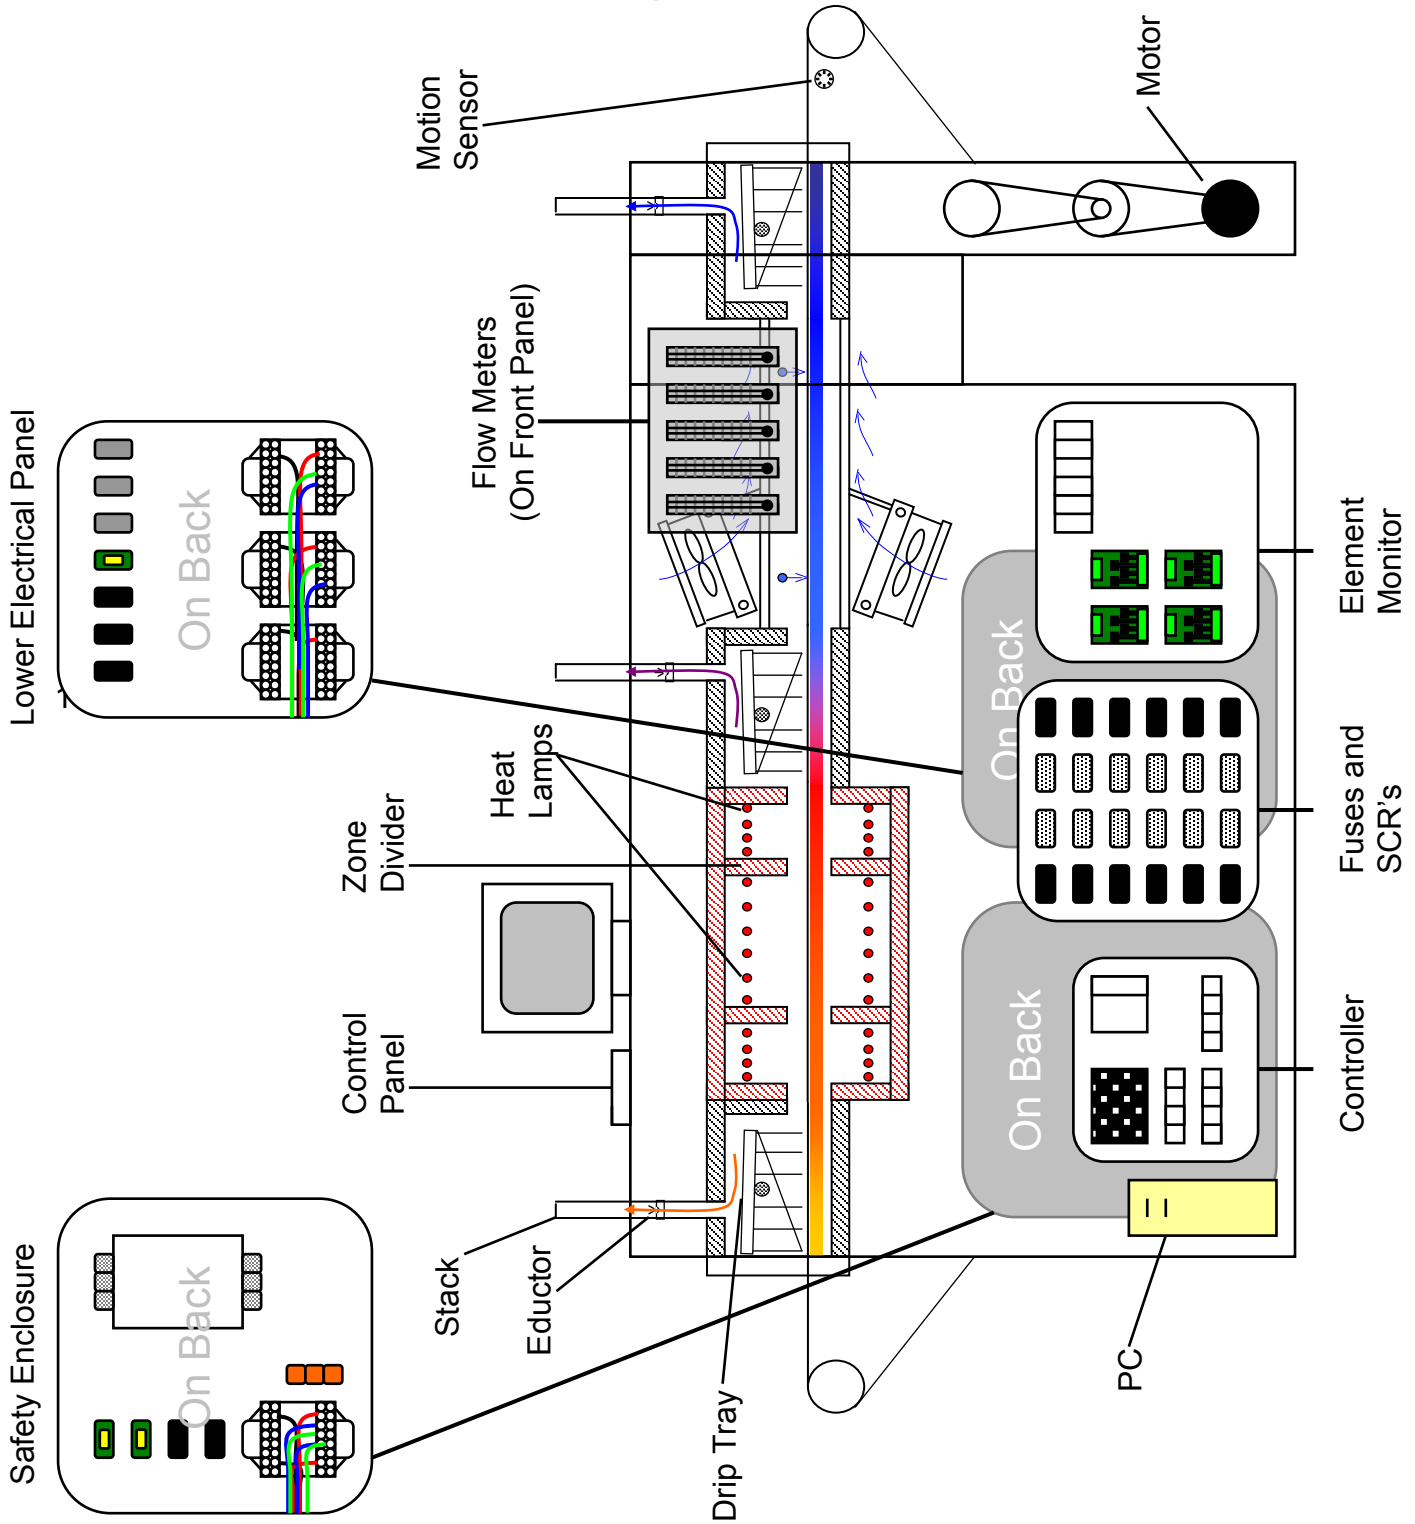 Safety Enclosure
On Back
Lower Electrical Panel
On Back
Stack
Eductor
Drip Tray
Control
Panel
Zone
Divider
Heat
Lamps
Flow Meters
(On Front Panel)
Motion
Sensor
Motor
PC
On Back
On Back
Controller
Fuses and
SCR's
Element
Monitor